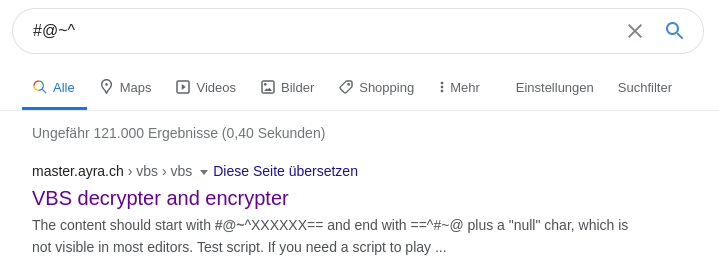 #@~^
Alle Maps Videos Bilder Shopping Mehr Einstellungen Suchfilter
Ungefähr 121.000 Ergebnisse (0,40 Sekunden)
master.ayra.ch › vbs › vbs Diese Seite übersetzen
VBS decrypter and encrypter
The content should start with #@~^XXXXXX== and end with ==^#~@ plus a "null" char, which is
not visible in most editors. Test script. If you need a script to play ...